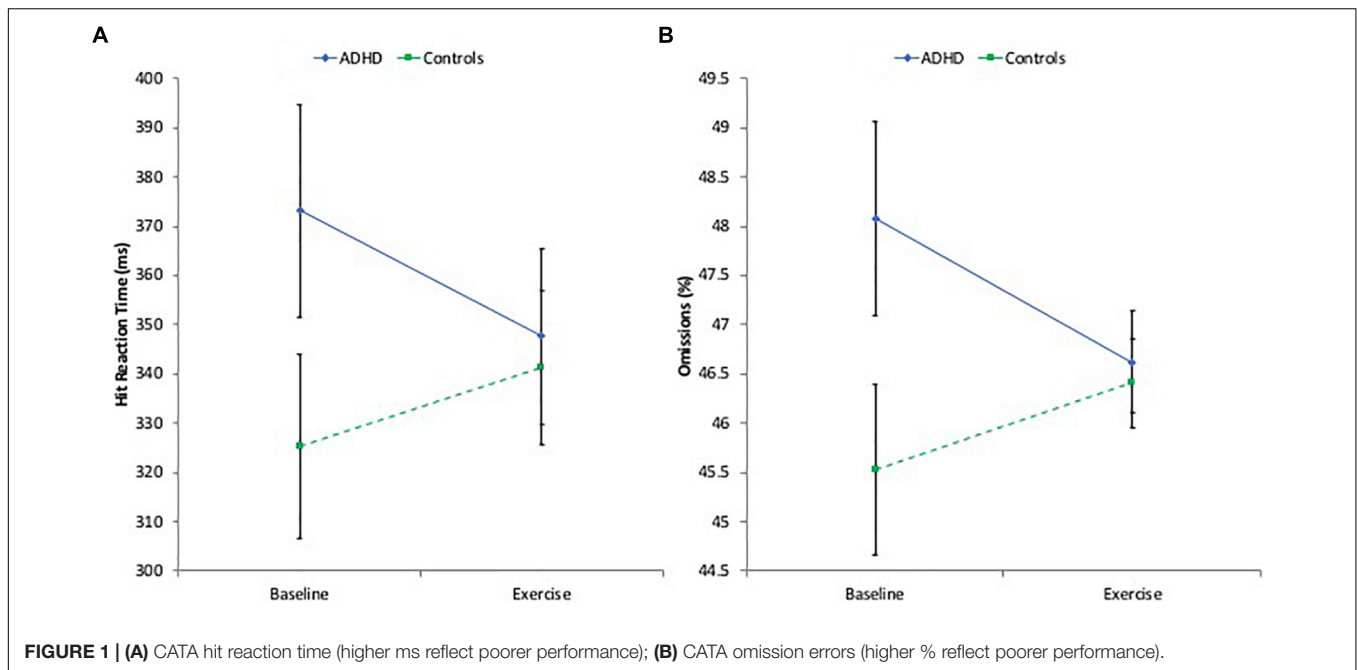 A
ADHD Controls
400
390
380
370
360
350
340
330
320
310
300
Hit Reaction Time (ms)
Baseline Exercise
B
ADHD Controls
49.5
49
48.5
48
47.5
47
46.5
46
45.5
45
44.5
Omissions (%)
Baseline Exercise
FIGURE 1 | (A) CATA hit reaction time (higher ms reflect poorer performance); (B) CATA omission errors (higher % reflect poorer performance).